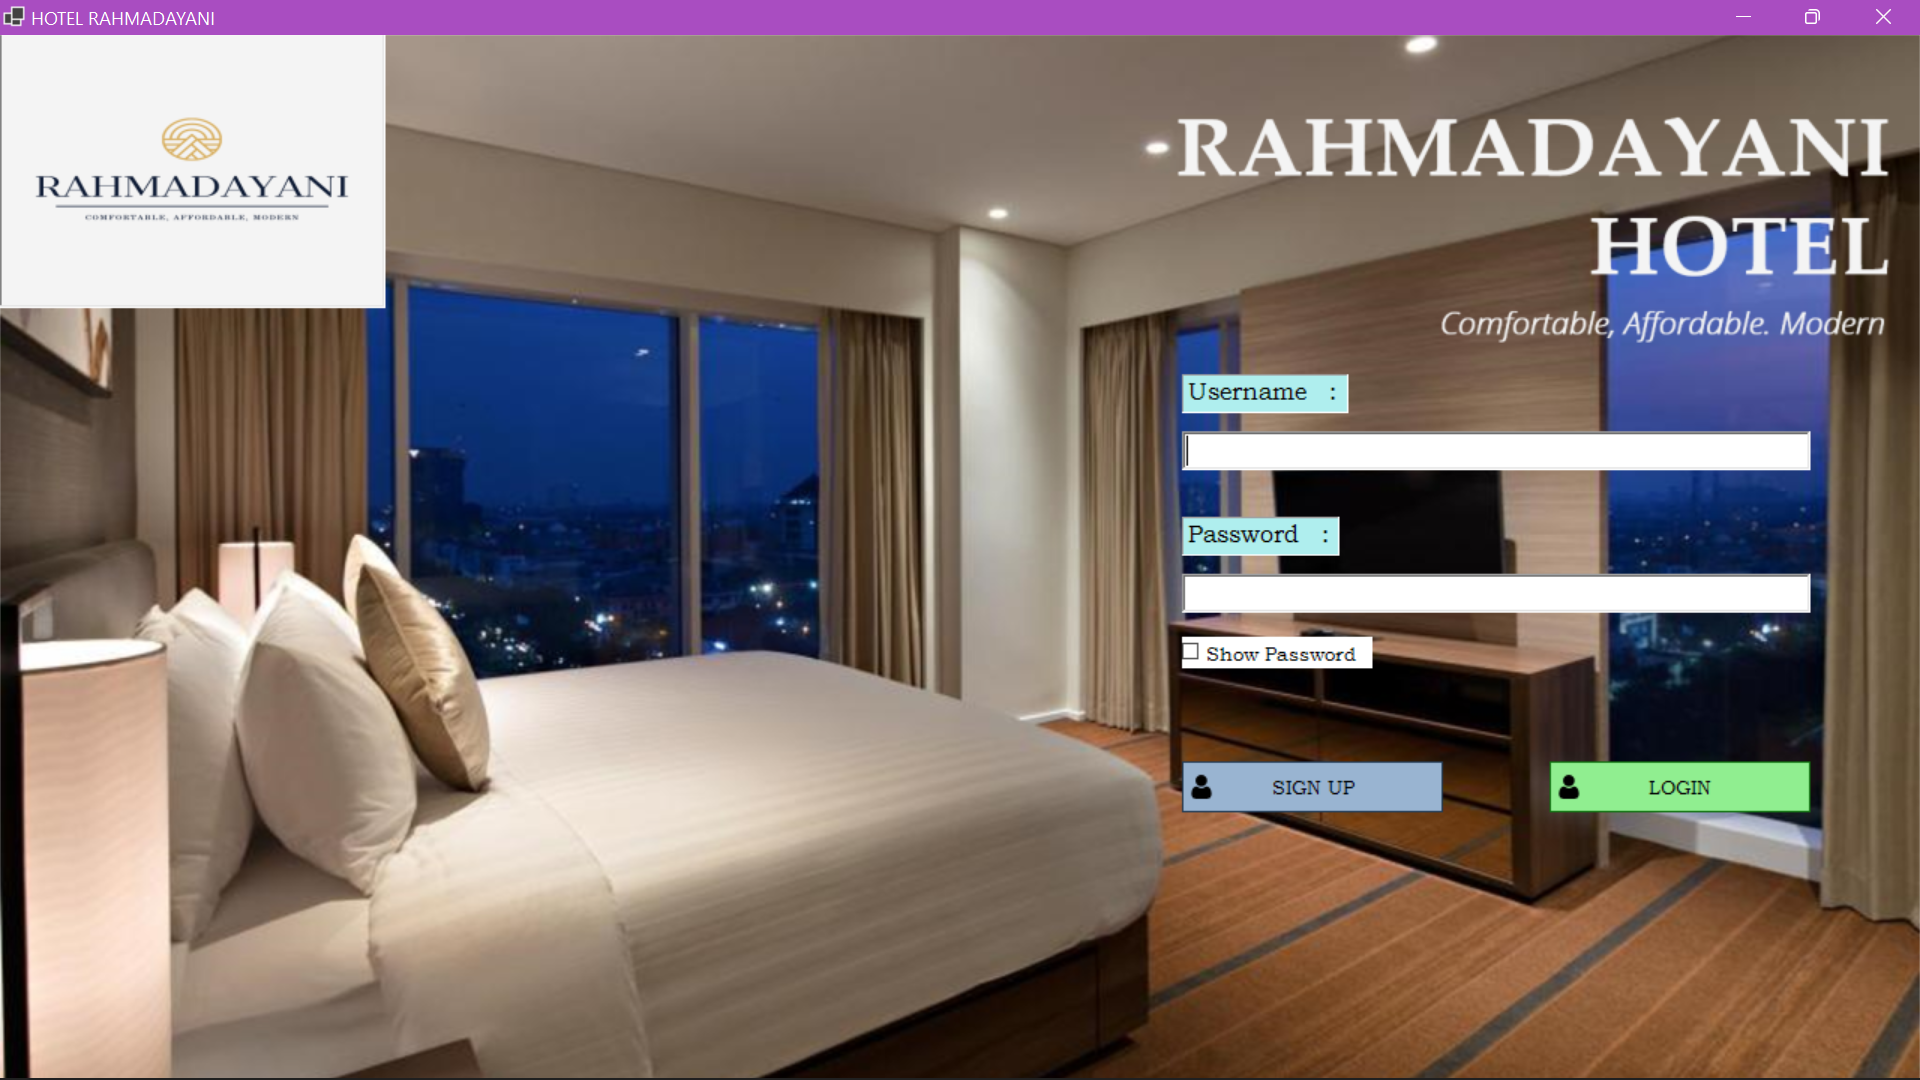 HOTEL RAHMADAYANI
RAHMADAYANI
COMFORTABLE, AFFORDABLE, MODERN
RAHMADAYANI
HOTEL
Comfortable, Affordable. Modern
Username :
Password :
Show Password
SIGN UP
LOGIN